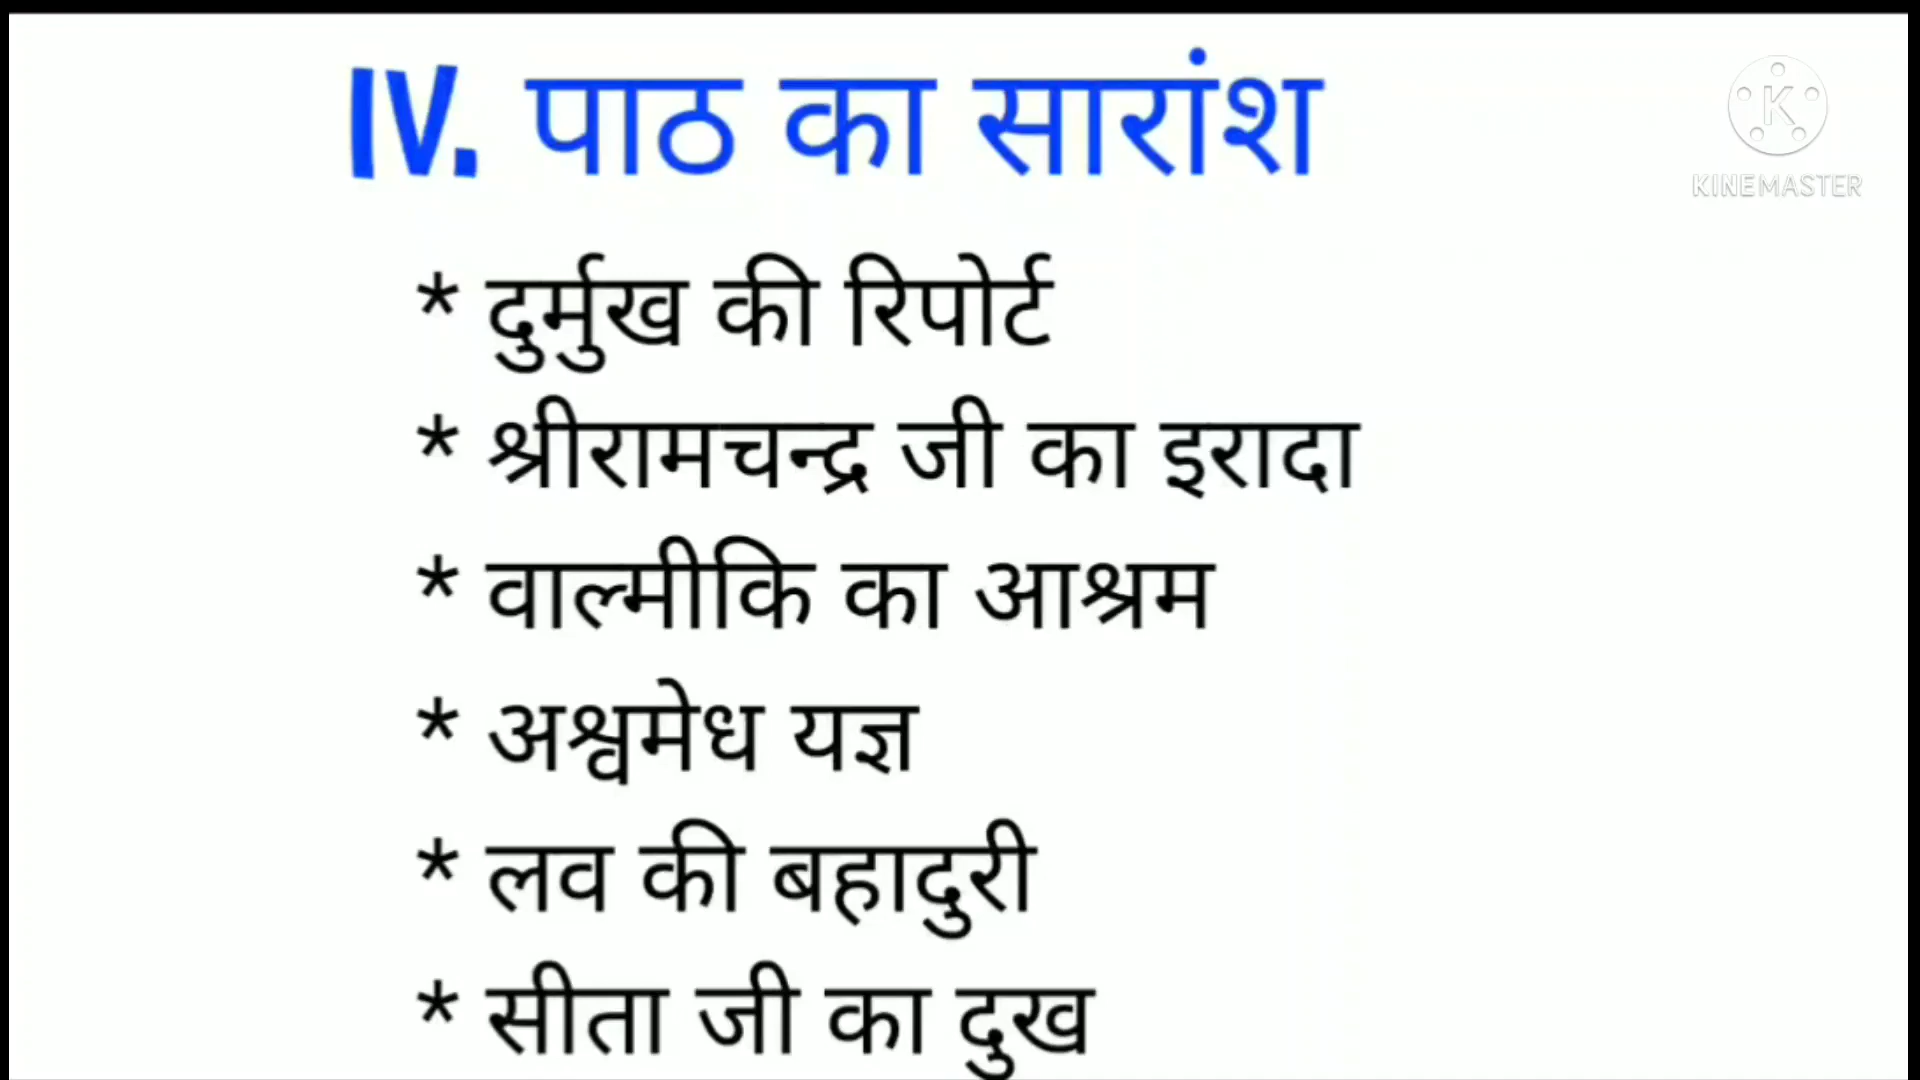 IV. पाठ का सारांश
K
KINEMASTER
* दुर्मुख की रिपोर्ट
* श्रीरामचन्द्र जी का इरादा
* वाल्मीकि का आश्रम
* अश्वमेध यज्ञ
* लव की बहादुरी
* सीता जी का दुख